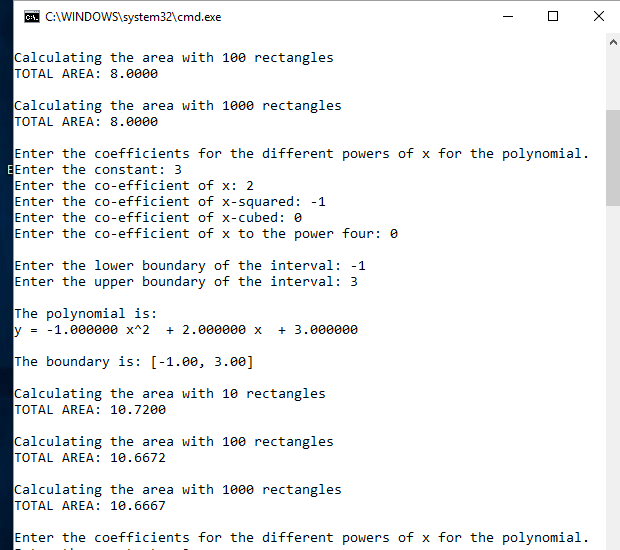 C:\WINDOWS\system32\cmd.exe
Calculating the area with 100 rectangles
TOTAL AREA: 8.0000
Calculating the area with 1000 rectangles
TOTAL AREA: 8.0000
Enter the coefficients for the different powers of x for the polynomial.
Enter the constant: 3
Enter the co-efficient of x: 2
Enter the co-efficient of x-squared: -1
Enter the co-efficient of x-cubed: 0
Enter the co-efficient of x to the power four: 0
Enter the lower boundary of the interval: -1
Enter the upper boundary of the interval: 3
The polynomial is:
y = -1.000000 x^2  + 2.000000 x  + 3.000000
The boundary is: [-1.00, 3.00]
Calculating the area with 10 rectangles
TOTAL AREA: 10.7200
Calculating the area with 100 rectangles
TOTAL AREA: 10.6672
Calculating the area with 1000 rectangles
TOTAL AREA: 10.6667
Enter the coefficients for the different powers of x for the polynomial.